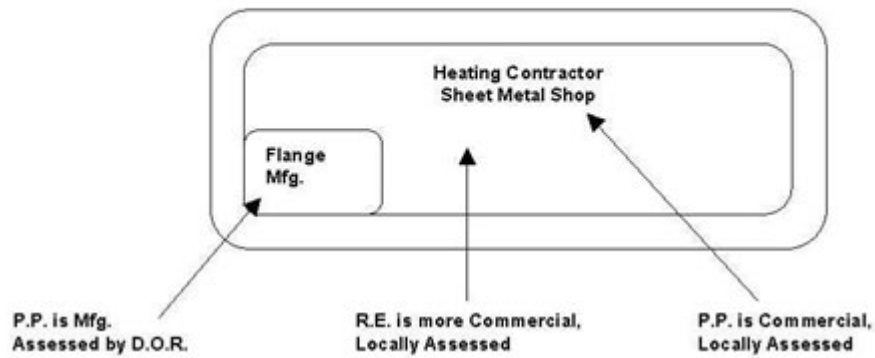 Heating Contractor
Sheet Metal Shop
Flange
Mfg.
P.P. is Mfg.
Assessed by D.O.R.
R.E. is more Commercial,
Locally Assessed
P.P. is Commercial,
Locally Assessed